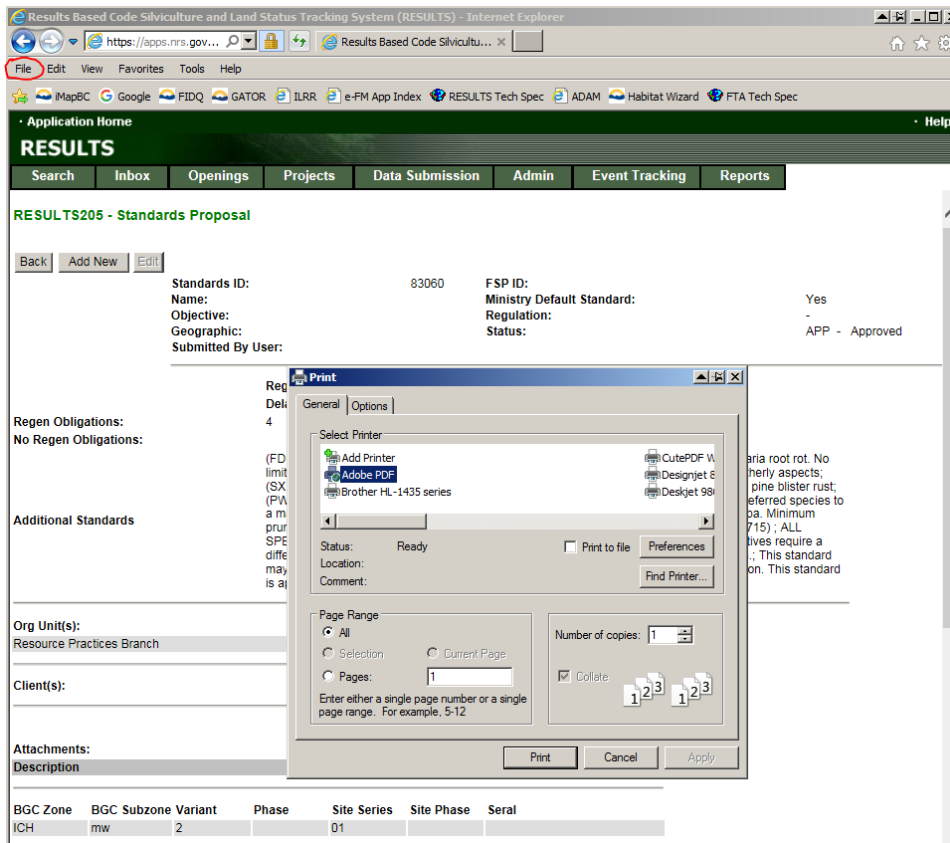 Results Based Code Silviculture and Land Status Tracking System (RESULTS) - Internet Explorer
https://apps.nrs.gov...
Results Based Code Silvicultu...
File Edit View Favorites Tools Help
iMapBC Google FIDQ GATOR ILRR e-FM App Index RESULTS Tech Spec ADAM Habitat Wizard FTA Tech Spec
· Application Home · Help
RESULTS
Search Inbox Openings Projects Data Submission Admin Event Tracking Reports
RESULTS205 - Standards Proposal
Back Add New Edit
Standards ID: 83060 FSP ID:
Name: Ministry Default Standard: Yes
Objective: Regulation: -
Geographic: Status: APP - Approved
Submitted By User:
Reg
Dela
Regen Obligations: 4
No Regen Obligations:
Additional Standards
(FD
limit
(SX
(PW
a m
prur
SPE
diffe
may
is ap
aria root rot. No
therly aspects;
pine blister rust;
eferred species to
pa. Minimum
715) ; ALL
tives require a
.; This standard
on. This standard
Print
General Options
Select Printer
Add Printer CutePDF W
Adobe PDF Designjet 8
Brother HL-1435 series Deskjet 980
Status: Ready Print to file Preferences
Location:
Comment: Find Printer...
Page Range
All
Selection Current Page
Pages: 1
Enter either a single page number or a single
page range. For example, 5-12
Number of copies: 1
Collate
1 2 3 1 2 3
Print Cancel Apply
Org Unit(s):
Resource Practices Branch
Client(s):
Attachments:
Description
BGC Zone BGC Subzone Variant Phase Site Series Site Phase Seral
ICH mw 2 01